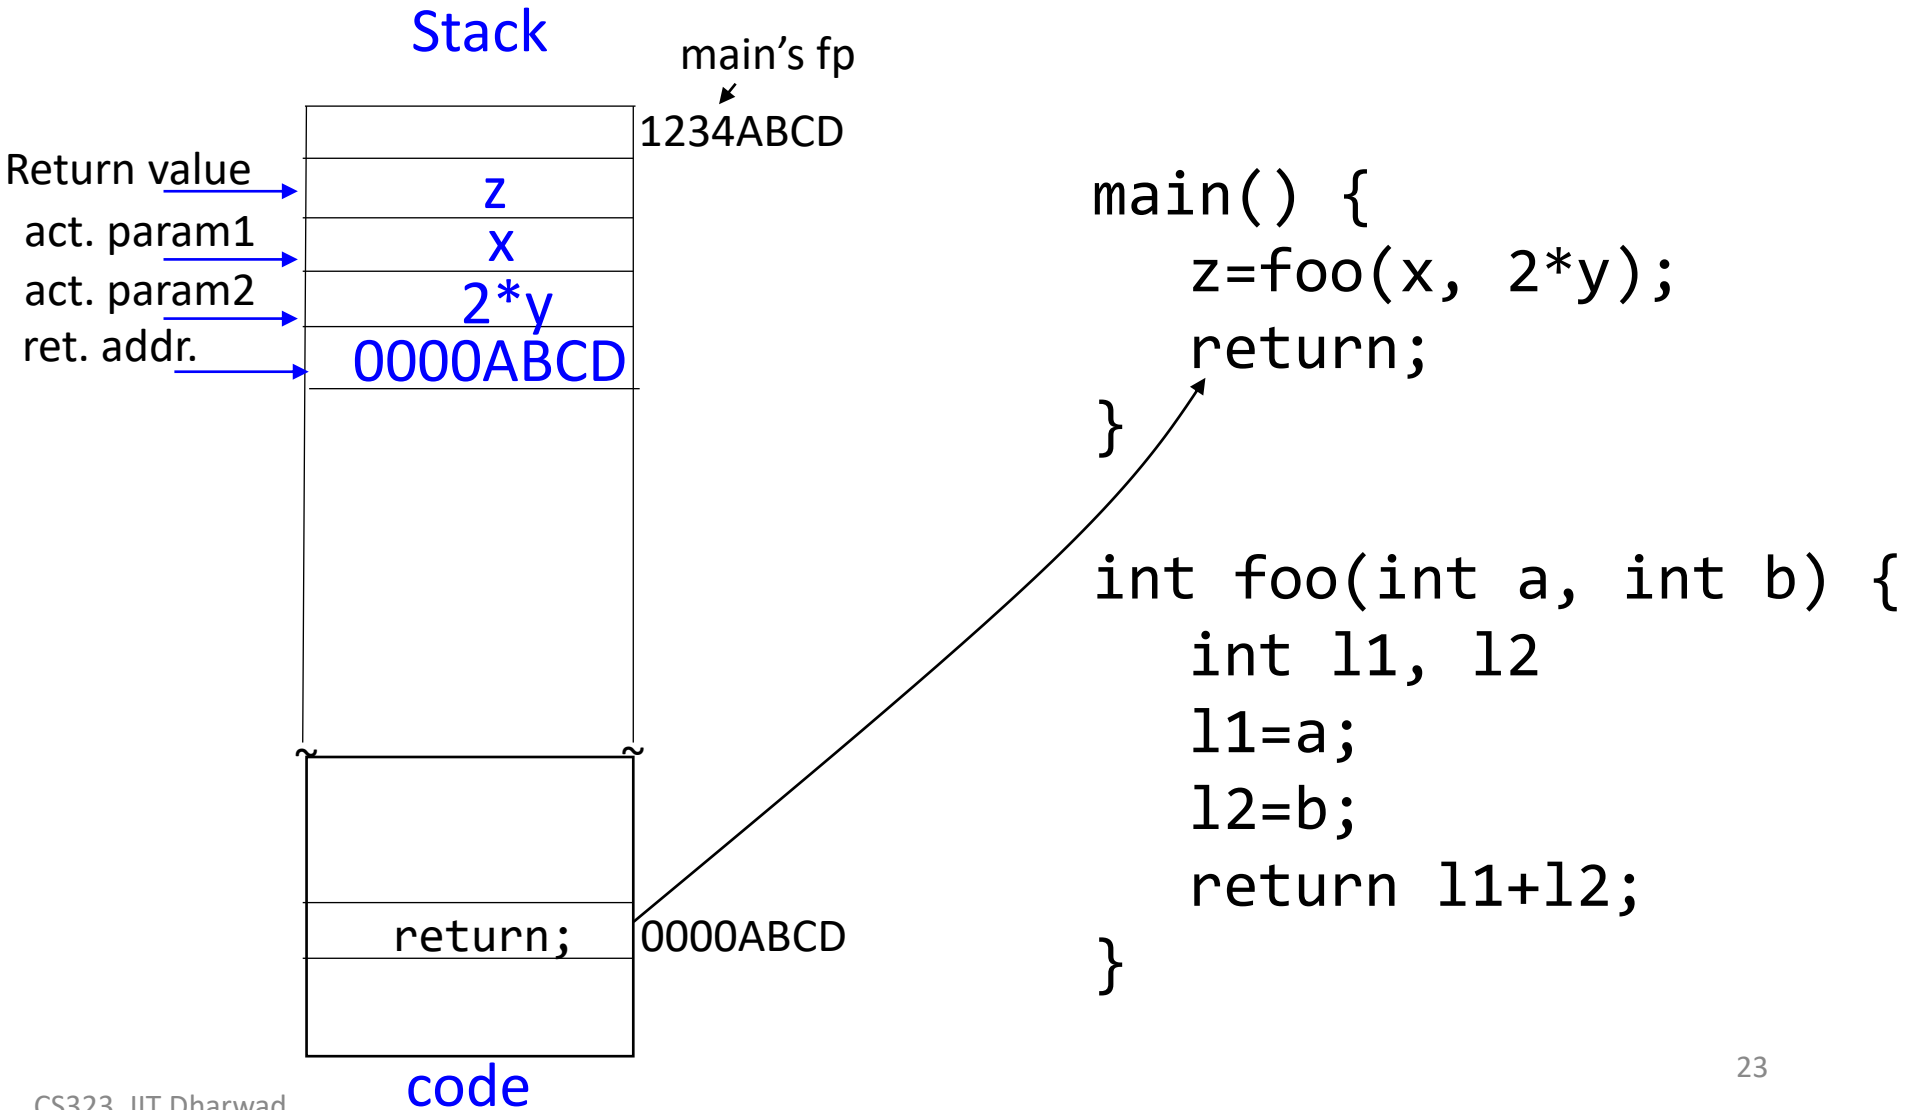 Stack
main’s fp
1234ABCD
Return value
z
act. param1
x
act. param2
2*y
ret. addr.
0000ABCD
return;
0000ABCD
code
main() {
z=foo(x, 2*y);
return;
}
int foo(int a, int b) {
int l1, l2
l1=a;
l2=b;
return l1+l2;
}
CS323, IIT Dharwad
23